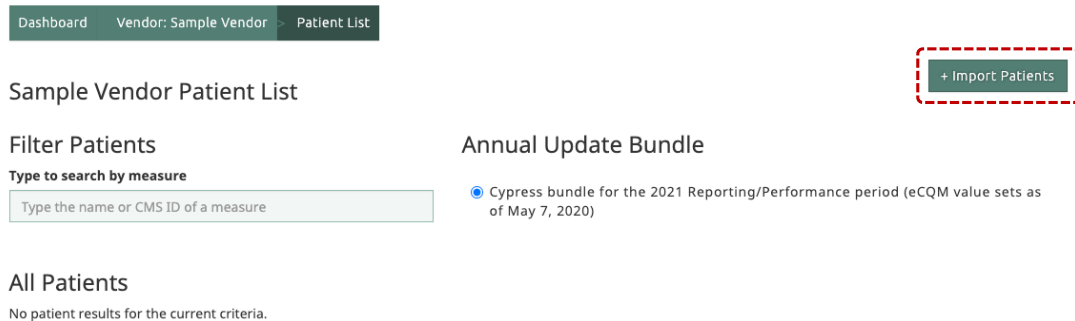 Dashboard Vendor: Sample Vendor > Patient List
+ Import Patients
Sample Vendor Patient List
Filter Patients
Type to search by measure
Type the name or CMS ID of a measure
Annual Update Bundle
Cypress bundle for the 2021 Reporting/Performance period (eCQM value sets as
of May 7, 2020)
All Patients
No patient results for the current criteria.